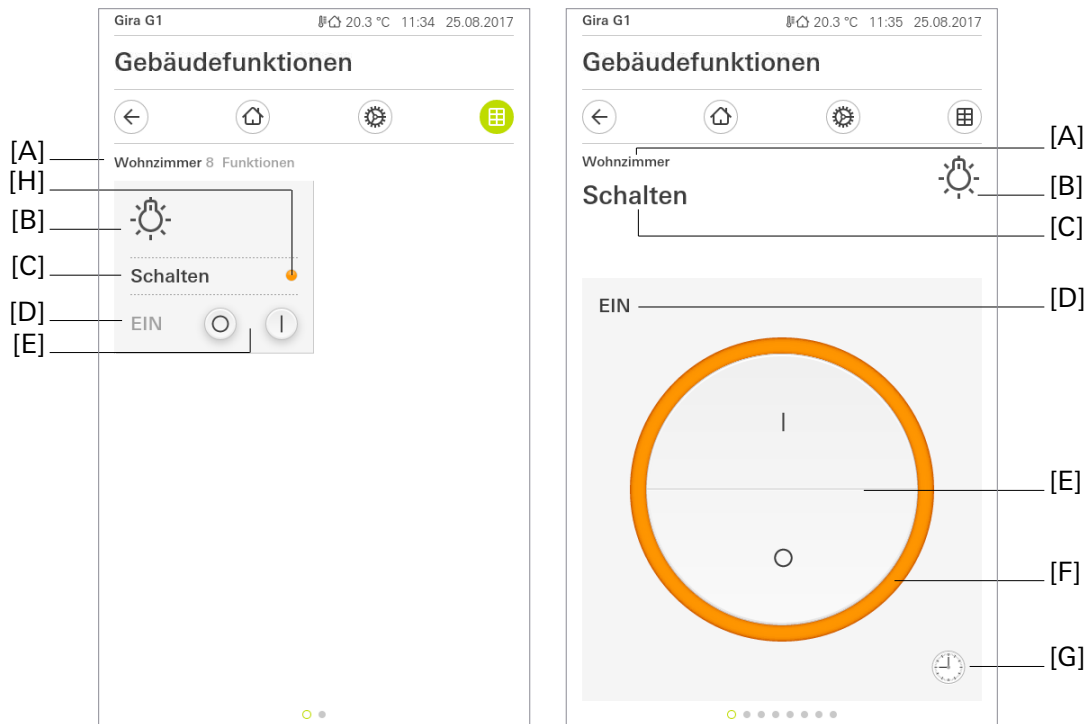 Gira G1 20.3 °C 11:34 25.08.2017
Gebäudefunktionen
[A]
Wohnzimmer 8 Funktionen
[H]
[B]
[C]
Schalten
[D]
EIN
[E]
Gira G1 20.3 °C 11:35 25.08.2017
Gebäudefunktionen
[A]
Wohnzimmer
[B]
Schalten
[C]
EIN
[D]
[E]
[F]
[G]